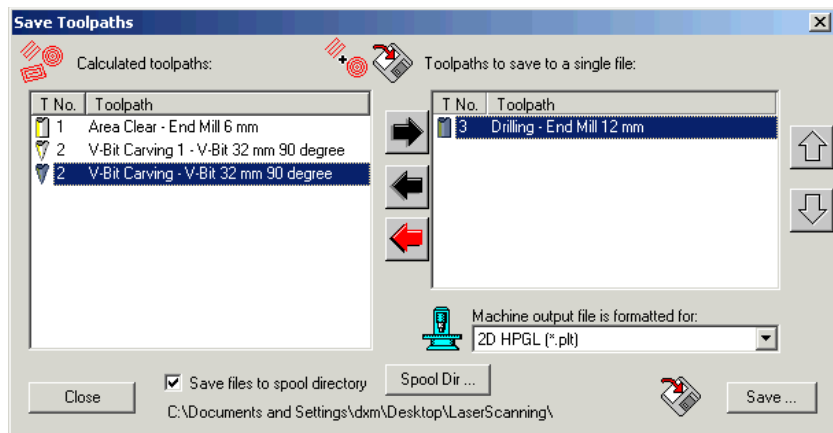 Save Toolpaths
Calculated toolpaths:
T No. Toolpath
1 Area Clear - End Mill 6 mm
2 V-Bit Carving 1 - V-Bit 32 mm 90 degree
2 V-Bit Carving - V-Bit 32 mm 90 degree
Toolpaths to save to a single file:
T No. Toolpath
3 Drilling - End Mill 12 mm
Machine output file is formatted for:
2D HPGL (*.plt)
Close
Save files to spool directory
Spool Dir ...
C:\Documents and Settings\dxm\Desktop\LaserScanning\
Save ...